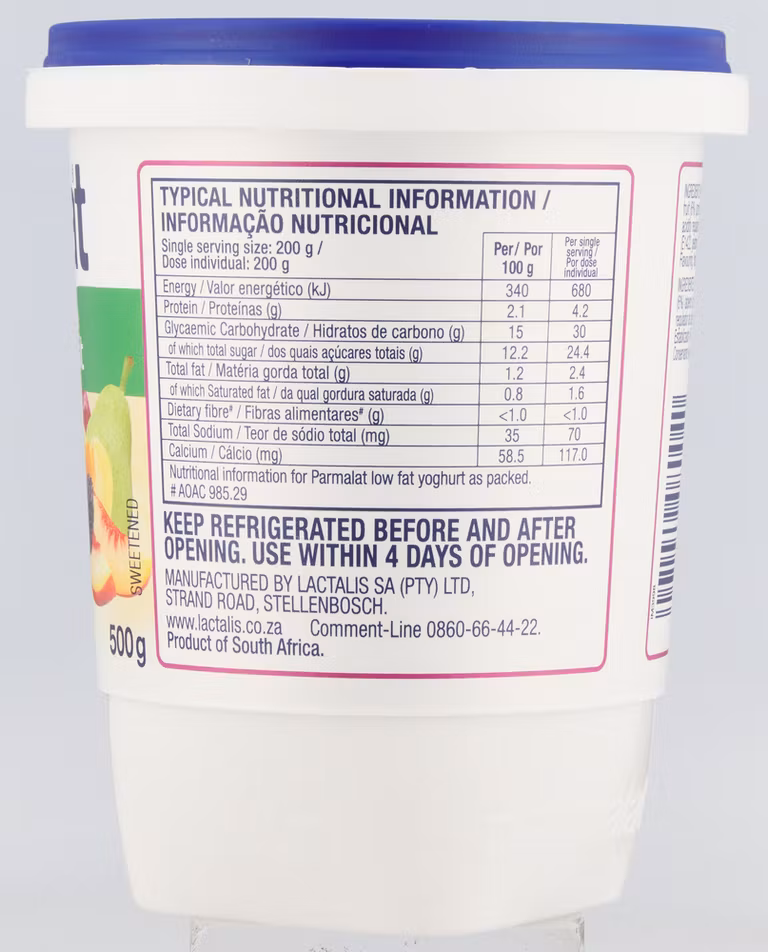 t
TYPICAL NUTRITIONAL INFORMATION /
INFORMAÇÃO NUTRICIONAL
Single serving size: 200 g /
Dose individual: 200 g
Per/ Por
100 g
Per single
serving /
Por dose
individual
Energy / Valor energético (kJ) 340 680
Protein / Proteínas (g) 2.1 4.2
Glycaemic Carbohydrate / Hidratos de carbono (g) 15 30
of which total sugar / dos quais açúcares totais (g) 12.2 24.4
Total fat / Matéria gorda total (g) 1.2 2.4
of which Saturated fat / da qual gordura saturada (g) 0.8 1.6
Dietary fibre# / Fibras alimentares# (g) <1.0 <1.0
Total Sodium / Teor de sódio total (mg) 35 70
Calcium / Cálcio (mg) 58.5 117.0
Nutritional information for Parmalat low fat yoghurt as packed.
# AOAC 985.29
KEEP REFRIGERATED BEFORE AND AFTER
OPENING. USE WITHIN 4 DAYS OF OPENING.
MANUFACTURED BY LACTALIS SA (PTY) LTD,
STRAND ROAD, STELLENBOSCH.
www.lactalis.co.za Comment-Line 0860-66-44-22.
Product of South Africa.
SWEETENED
500 g